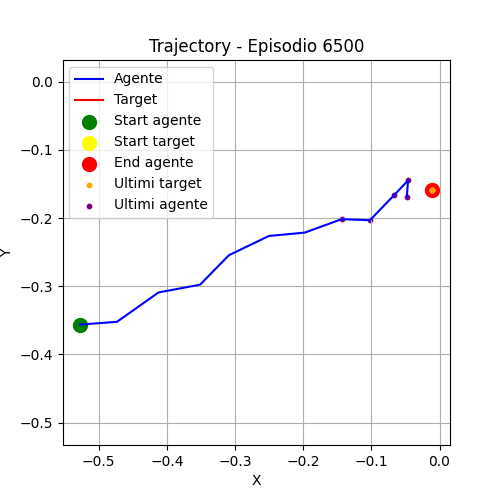 Trajectory - Episodio 6500
Agente
Target
Start agente
Start target
End agente
Ultimi target
Ultimi agente
0.0
−0.1
−0.2
−0.3
−0.4
−0.5
Y
−0.5
−0.4
−0.3
−0.2
−0.1
0.0
X